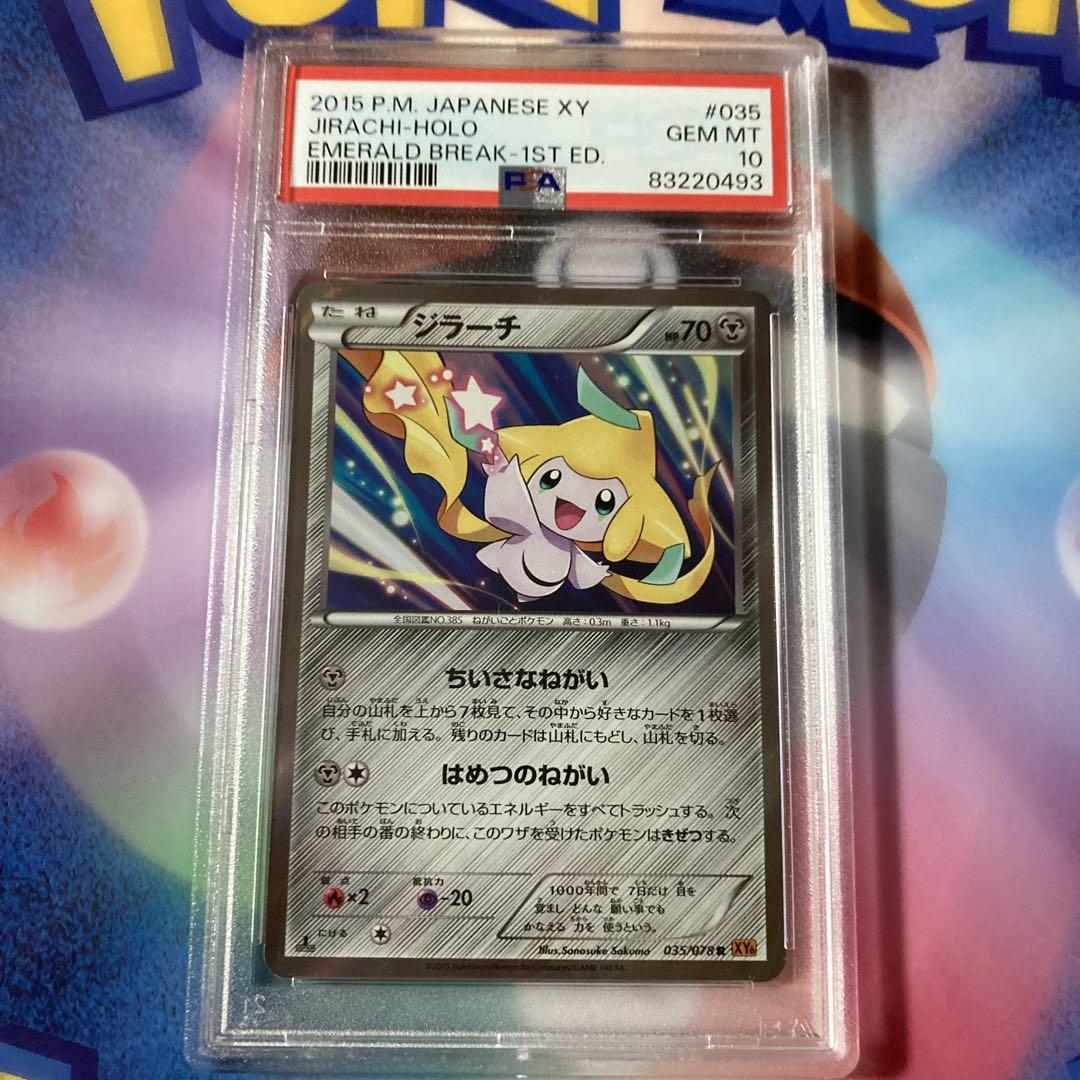 POKÉMON
2015 P.M. JAPANESE XY #035
JIRACHI-HOLO GEM MT
EMERALD BREAK-1ST ED. 10
PSA 83220493
たね ジラーチ HP70
全国図鑑NO.385 ねがいごとポケモン 高さ:0.3m 重さ:1.1kg
ちいさなねがい
自分の山札を上から7枚見て、その中から好きなカードを1枚選
び、手札に加える。残りのカードは山札にもどし、山札を切る。
はめつのねがい
このポケモンについているエネルギーをすべてトラッシュする。次
の相手の番の終わりに、このワザを受けたポケモンはきぜつする。
弱点 抵抗力
×2 -20
にげる
1000年間で 7日だけ 目を
覚まし どんな 願い事でも
かなえる 力を 使うという。
Illus.Sanosuke Sakuma 035/078 R XY6
©2015 Pokémon/Nintendo/Creatures/GAME FREAK.